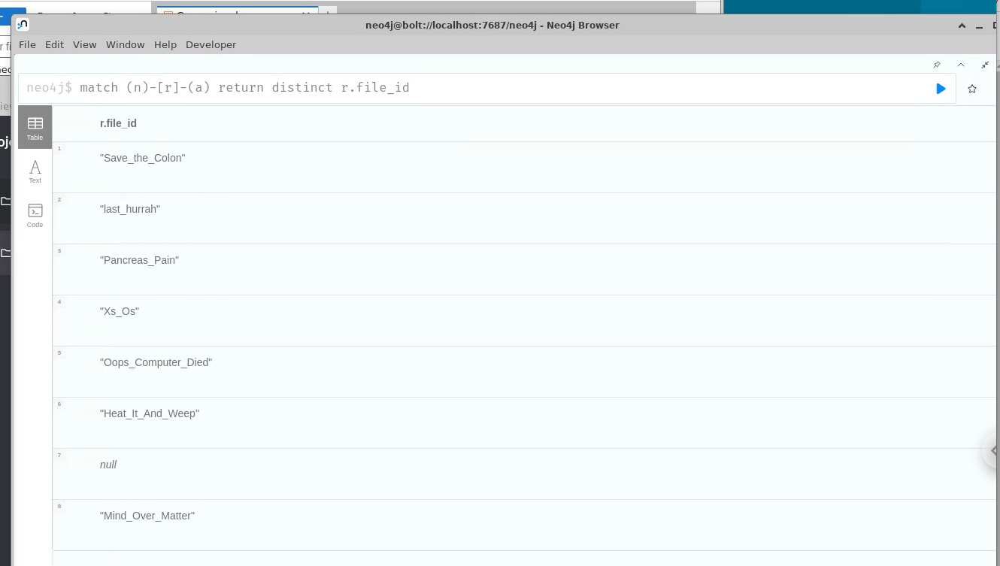 neo4j@bolt://localhost:7687/neo4j - Neo4j Browser
File Edit View Window Help Developer
neo4j$ match (n)-[r]-(a) return distinct r.file_id
Table
Text
Code
r.file_id
1
"Save_the_Colon"
2
"last_hurrah"
3
"Pancreas_Pain"
4
"Xs_Os"
5
"Oops_Computer_Died"
6
"Heat_It_And_Weep"
7
null
8
"Mind_Over_Matter"